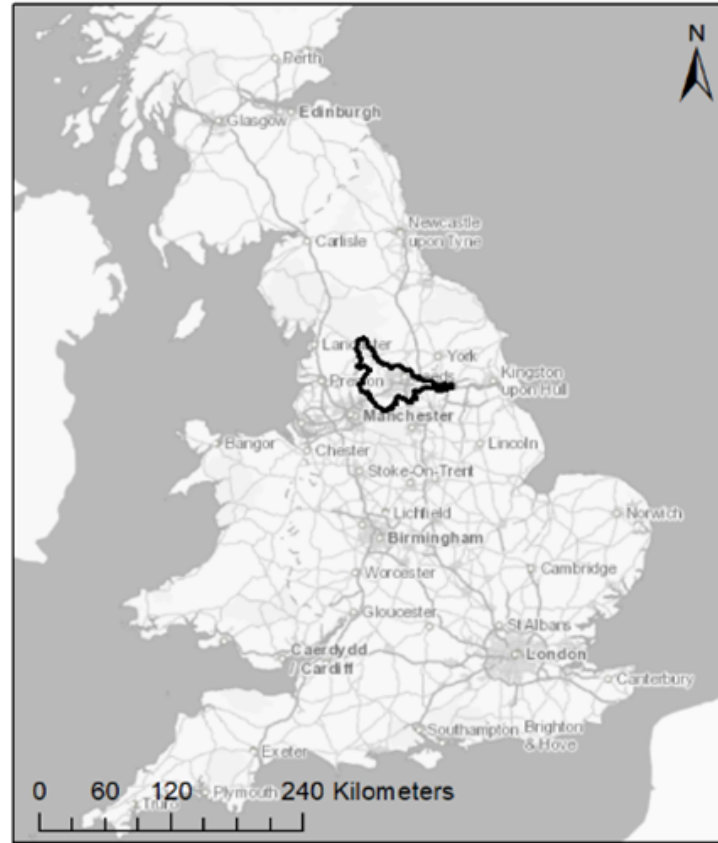 N
Perth
Edinburgh
Glasgow
Newcastle
upon Tyne
Carlisle
Lancaster
York
Leeds
Kingston
upon Hull
Preston
Manchester
Lincoln
Bangor
Chester
Stoke-On-Trent
Lichfield
Norwich
Birmingham
Worcester
Cambridge
Gloucester
St Albans
Caerdydd
/ Cardiff
London
Canterbury
Southampton
Brighton
& Hove
Exeter
Plymouth
Truro
0 60 120 240 Kilometers